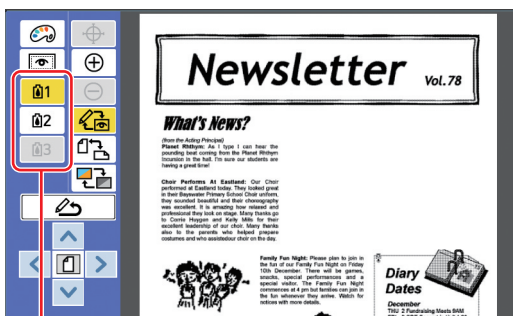 1
2
3
Newsletter Vol.78
What's News?
(from the Acting Principal)
Planet Rhthym: As I type I can hear the
pounding beat coming from the Planet Rhthym
incursion in the hall. I'm sure our students are
having a great time!
Choir Performs At Eastland: Our Choir
performed at Eastland today. They looked great
in their Bayswater Primary School Choir uniform,
they sounded beautiful and their choreography
was excellent. It is amazing how relaxed and
professional they look on stage. Many thanks go
to Corrie Huygen and Kelly Mills for their
excellent leadership of our choir. Many thanks
also to the parents who helped prepare
costumes and who assistedour choir on the day.
Family Fun Night: Please plan to join in
the fun of our Family Fun Night on Friday
10th December. There will be games,
snacks, special performances and a
special visitor. The Family Fun Night
commences at 4 pm but families can join in
the fun whenever they arrive. Watch for
notices with more details.
Diary
Dates
December
THU 2 Fundraising Meets 9AM